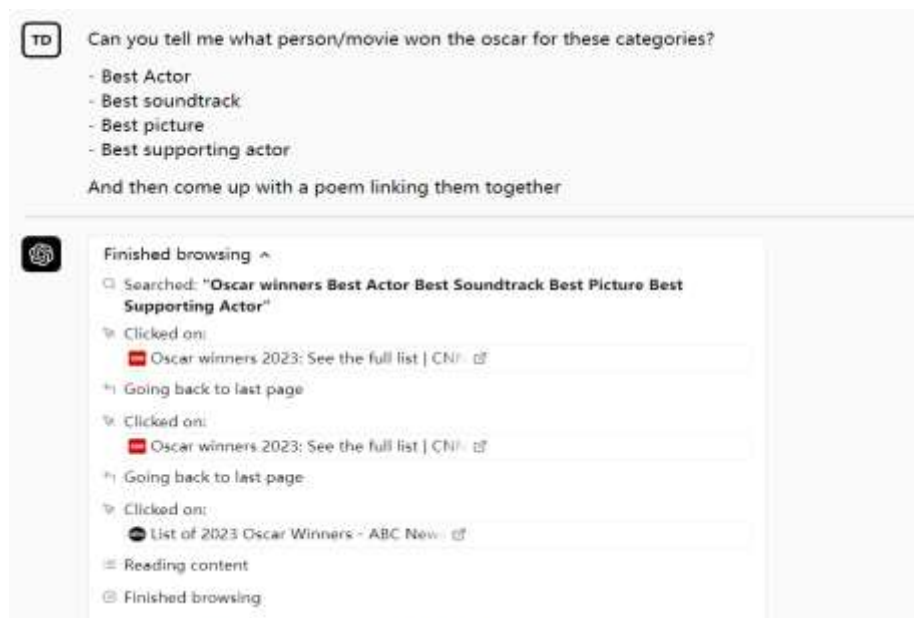 TD
Can you tell me what person/movie won the oscar for these categories?
- Best Actor
- Best soundtrack
- Best picture
- Best supporting actor
And then come up with a poem linking them together
Finished browsing
Searched: "Oscar winners Best Actor Best Soundtrack Best Picture Best
Supporting Actor"
Clicked on:
Oscar winners 2023: See the full list | CNN
Going back to last page
Clicked on:
Oscar winners 2023: See the full list | CNN
Going back to last page
Clicked on:
List of 2023 Oscar Winners - ABC New
Reading content
Finished browsing